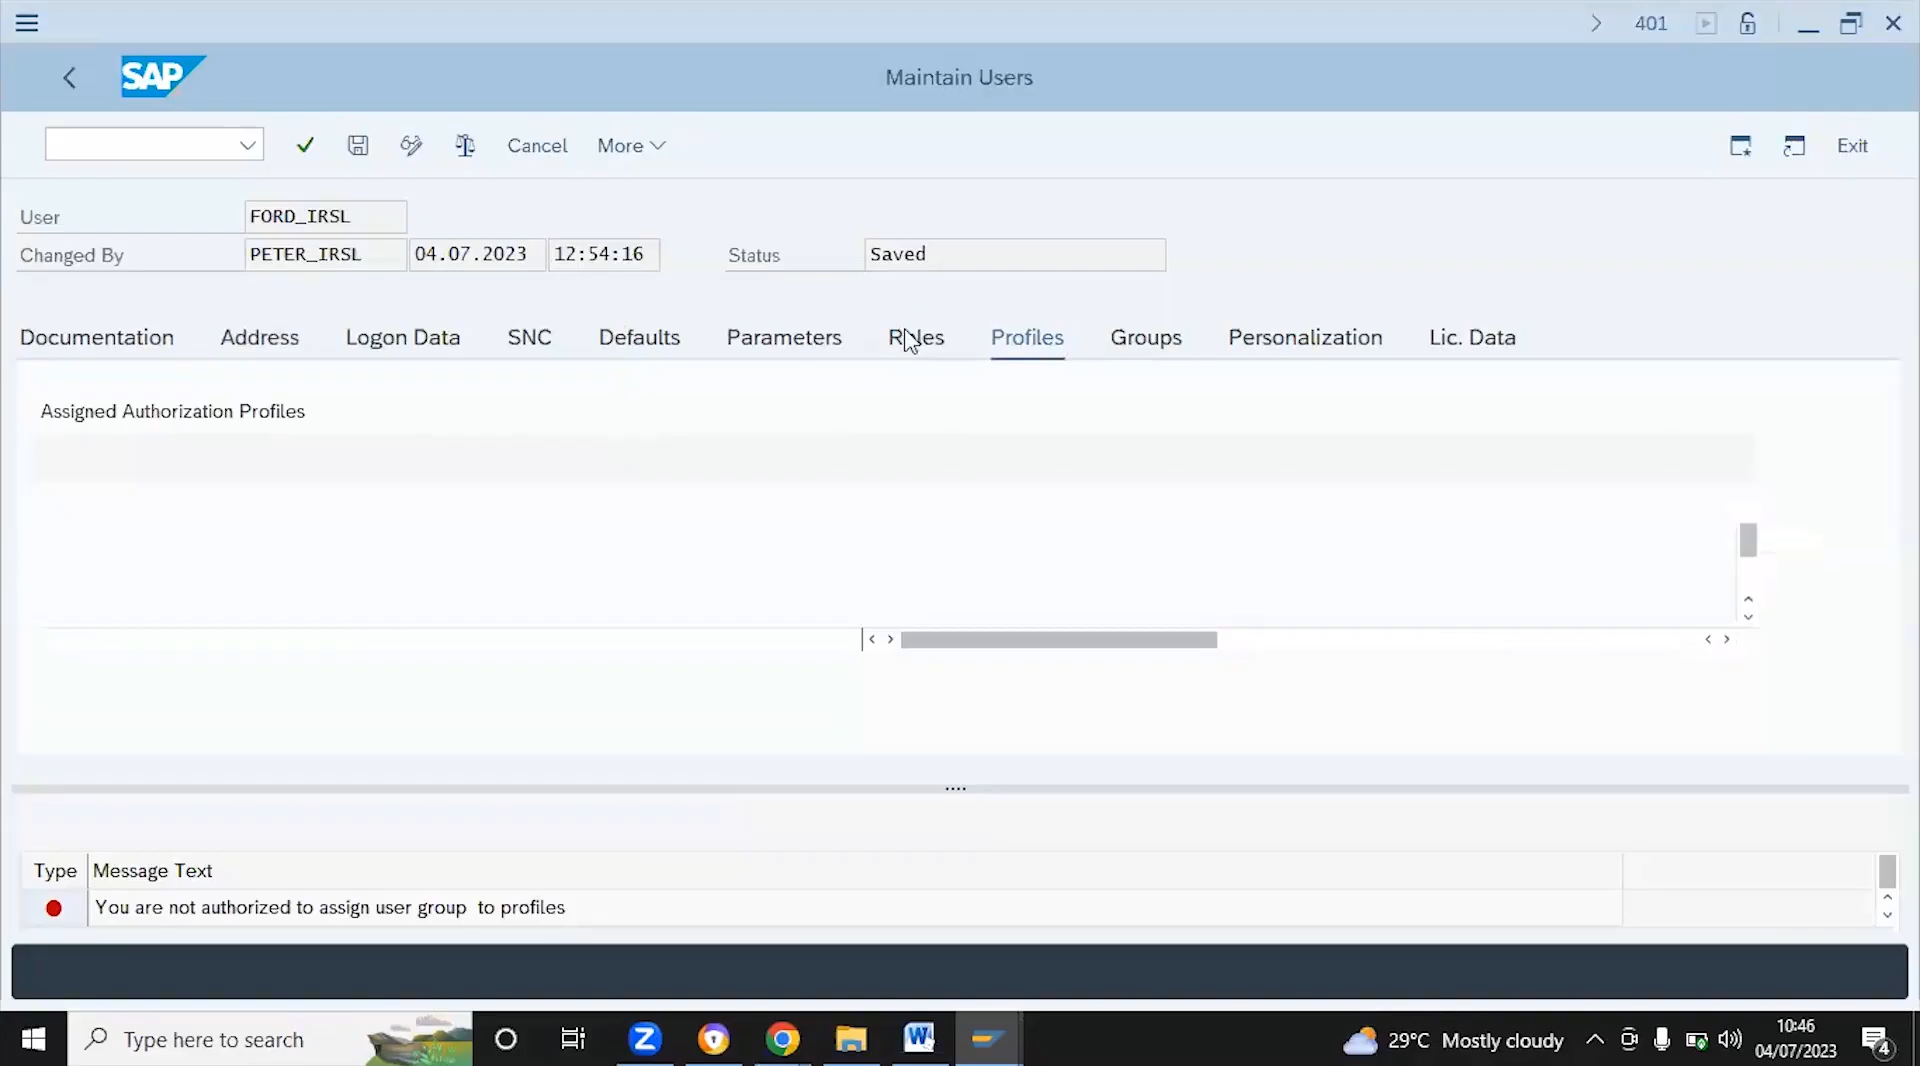 401
SAP
Maintain Users
Cancel More Exit
User FORD_IRSL
Changed By PETER_IRSL 04.07.2023 12:54:16 Status Saved
Documentation Address Logon Data SNC Defaults Parameters Roles Profiles Groups Personalization Lic. Data
Assigned Authorization Profiles
Type Message Text
You are not authorized to assign user group to profiles
Type here to search
Z
W
29°C Mostly cloudy
10:46
04/07/2023
4